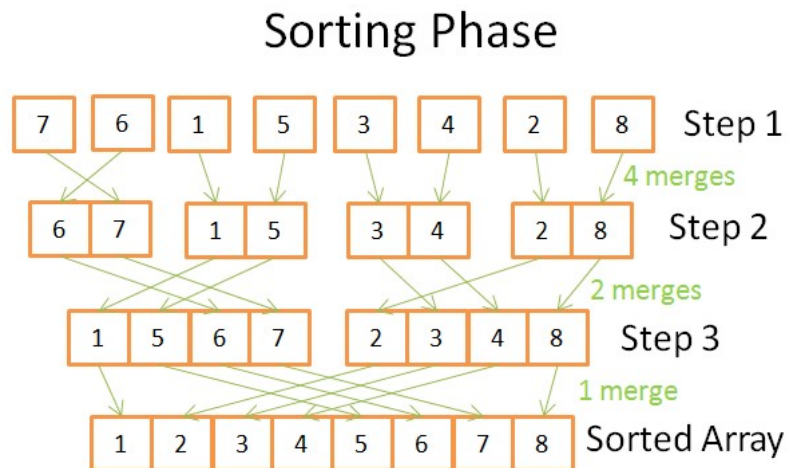 Sorting Phase
7 6 1 5 3 4 2 8 Step 1
4 merges
6 7 1 5 3 4 2 8 Step 2
2 merges
1 5 6 7 2 3 4 8 Step 3
1 merge
1 2 3 4 5 6 7 8 Sorted Array